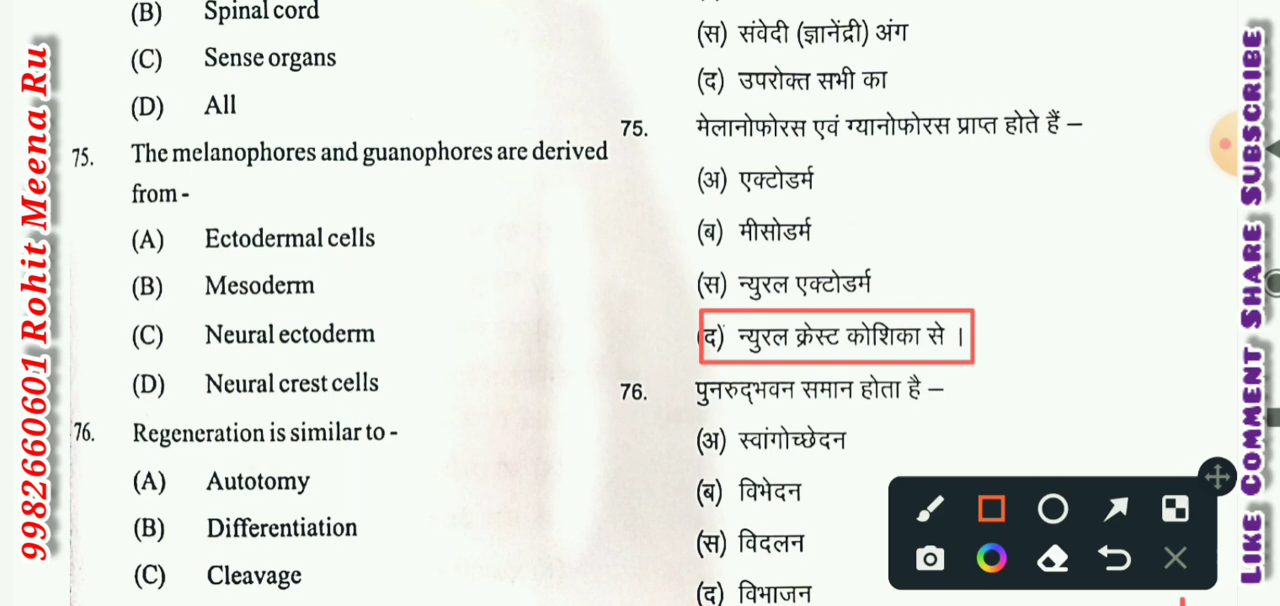 9982660601 Rohit Meena Ru
(B) Spinal cord
(C) Sense organs
(D) All
75. The melanophores and guanophores are derived
from -
(A) Ectodermal cells
(B) Mesoderm
(C) Neural ectoderm
(D) Neural crest cells
76. Regeneration is similar to -
(A) Autotomy
(B) Differentiation
(C) Cleavage
(स) संवेदी (ज्ञानेंद्री) अंग
(द) उपरोक्त सभी का
75. मेलानोफोरस एवं ग्यानोफोरस प्राप्त होते हैं –
(अ) एक्टोडर्म
(ब) मीसोडर्म
(स) न्युरल एक्टोडर्म
(द) न्युरल क्रेस्ट कोशिका से ।
76. पुनरुद्भवन समान होता है –
(अ) स्वांगोच्छेदन
(ब) विभेदन
(स) विदलन
(द) विभाजन
LIKE COMMENT SHARE SUBSCRIBE